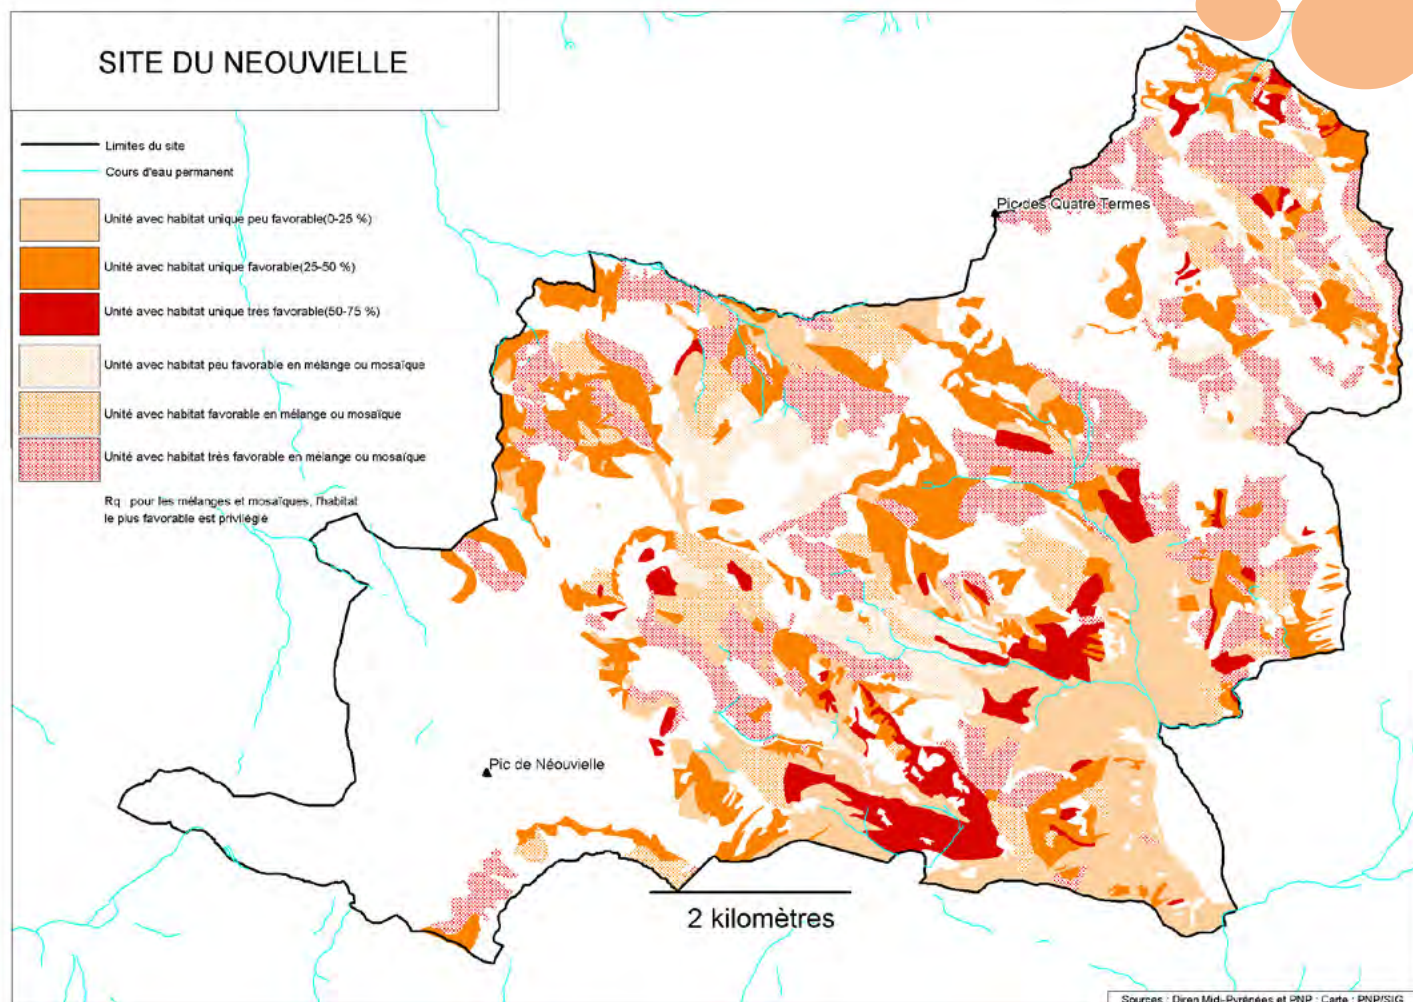 SITE DU NEOUVIELLE
Limites du site
Cours d'eau permanent
Unité avec habitat unique peu favorable(0-25 %)
Unité avec habitat unique favorable(25-50 %)
Unité avec habitat unique très favorable(50-75 %)
Unité avec habitat peu favorable en mélange ou mosaïque
Unité avec habitat favorable en mélange ou mosaïque
Unité avec habitat très favorable en mélange ou mosaïque
Rq pour les mélanges et mosaïques, l'habitat
le plus favorable est privilégié
Pic des Quatre Termes
Pic de Néouvielle
2 kilomètres
Sources : Diren Mid-Pyrénées et PNP ; Carte : PNP/SIG